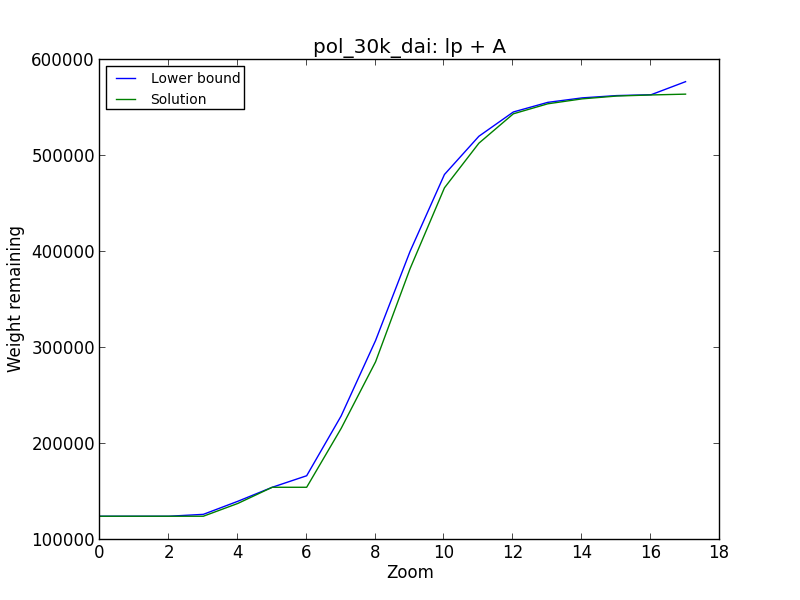 pol_30k_dai: lp + A
Lower bound
Solution
600000
500000
400000
300000
200000
100000
Weight remaining
0 2 4 6 8 10 12 14 16 18
Zoom